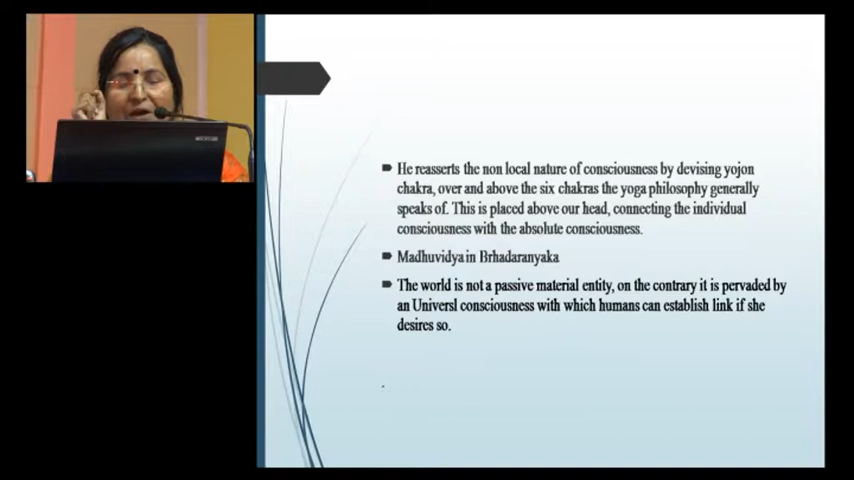 He reasserts the non local nature of consciousness by devising yojon
chakra, over and above the six chakras the yoga philosophy generally
speaks of. This is placed above our head, connecting the individual
consciousness with the absolute consciousness.
Madhuvidya in Brhadaranyaka
The world is not a passive material entity, on the contrary it is pervaded by
an Universl consciousness with which humans can establish link if she
desires so.
.